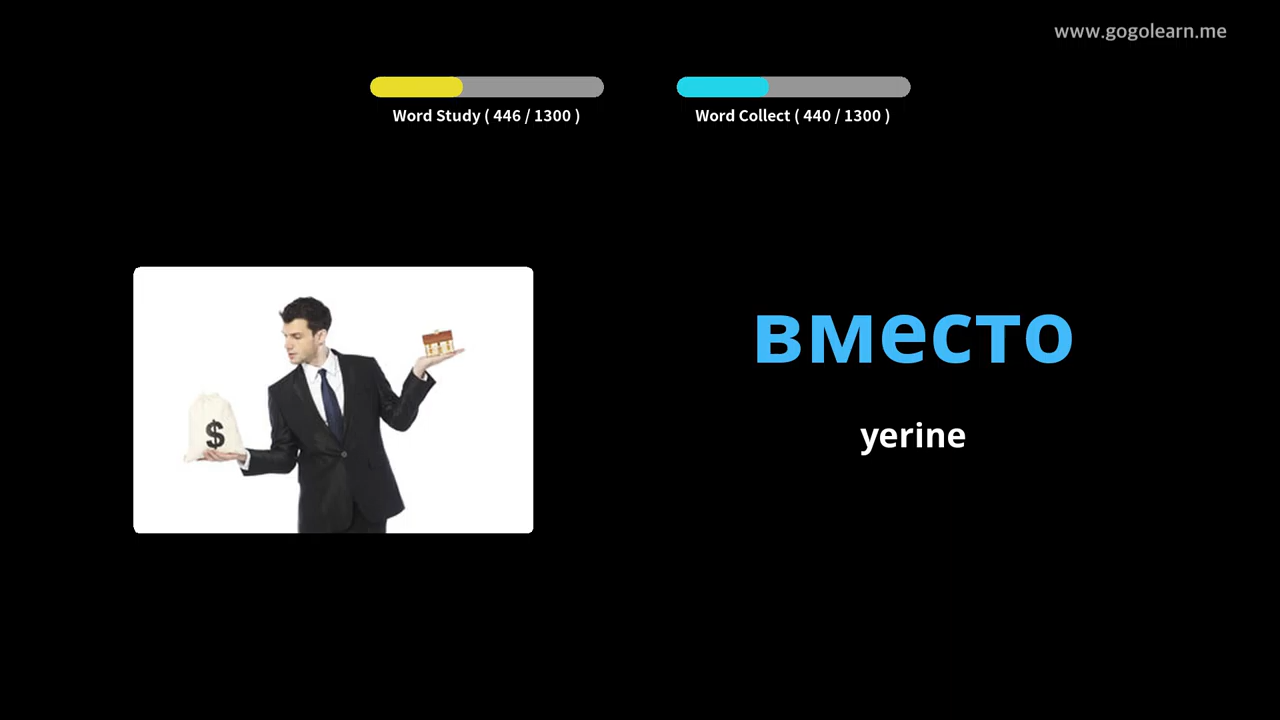 www.gogolearn.me
Word Study ( 446 / 1300 )
Word Collect ( 440 / 1300 )
$
вместо
yerine